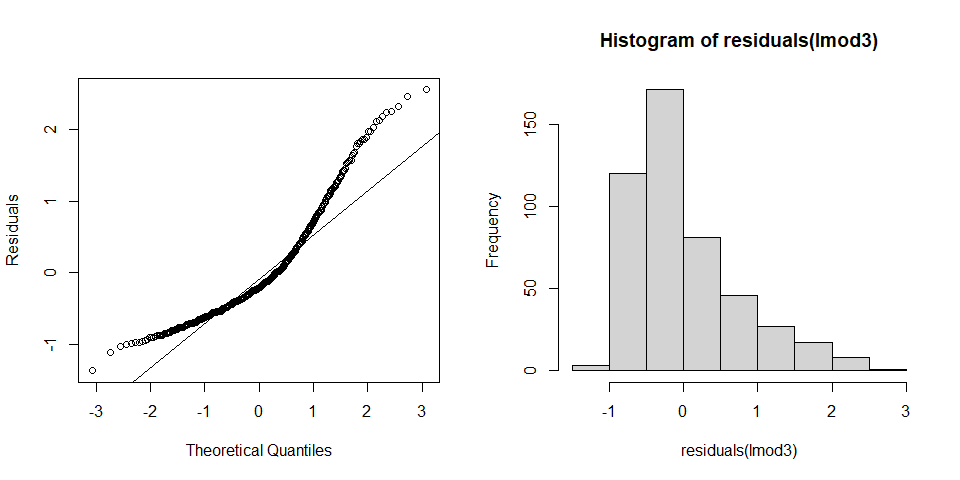 Residuals
2
1
0
-1
-3 -2 -1 0 1 2 3
Theoretical Quantiles
Histogram of residuals(lmod3)
Frequency
150
100
50
0
-1 0 1 2 3
residuals(lmod3)